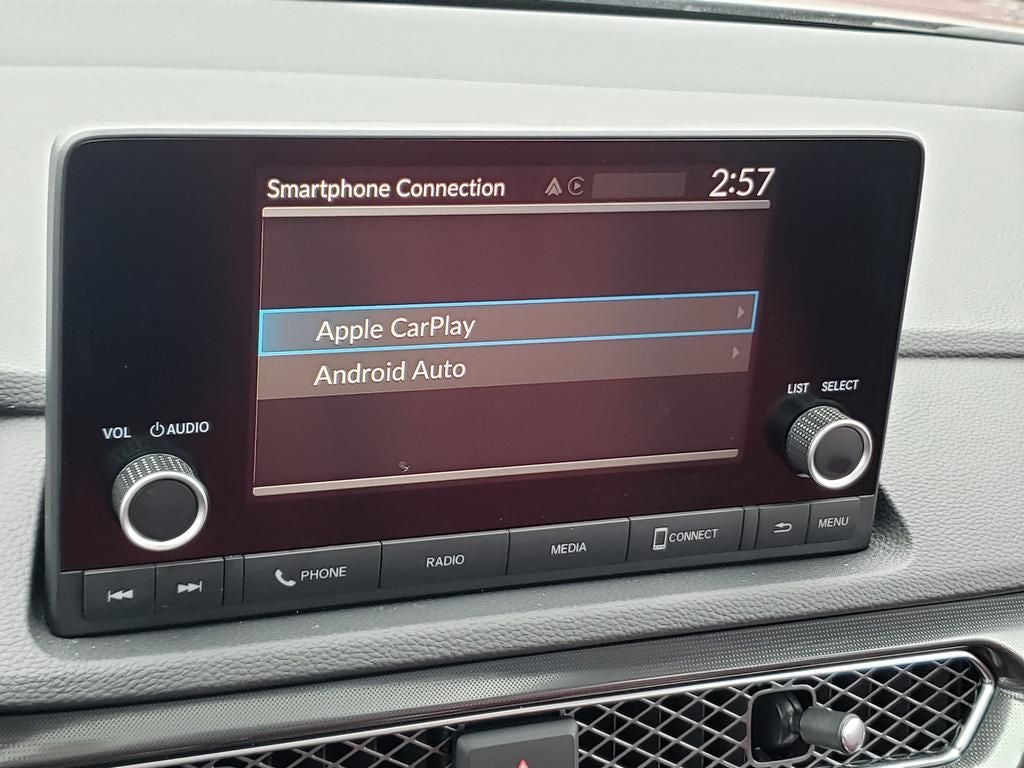 Smartphone Connection 2:57
Apple CarPlay
Android Auto
VOL AUDIO
LIST SELECT
PHONE RADIO MEDIA CONNECT MENU